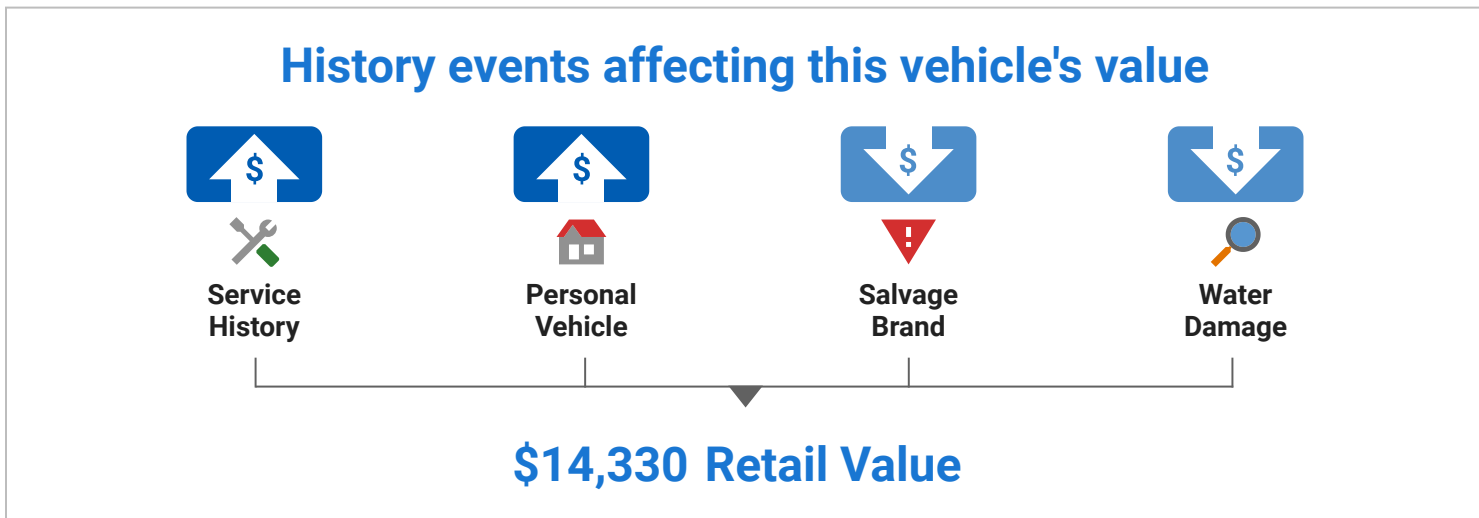 History events affecting this vehicle's value
$ $ $ $
Service Personal Salvage Water
History Vehicle Brand Damage
$14,330 Retail Value